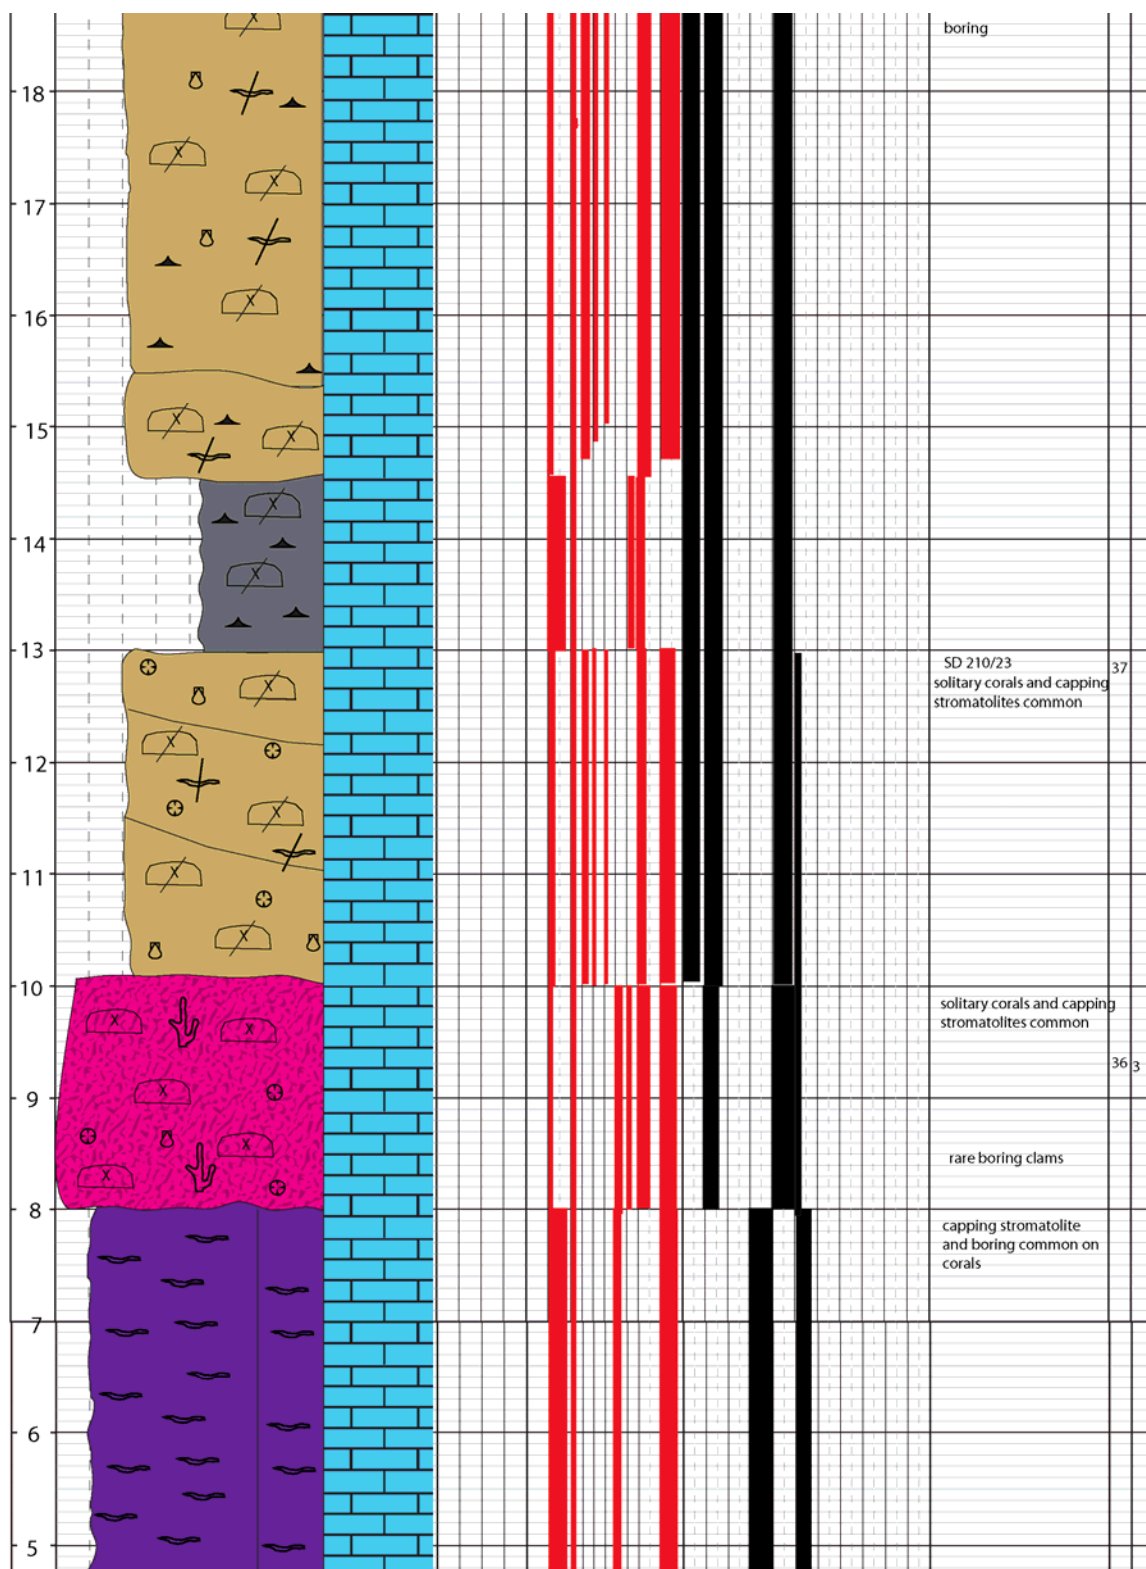 boring
18
17
16
15
14
13
SD 210/23
37
solitary corals and capping
stromatolites common
12
11
10
solitary corals and capping
stromatolites common
36 3
9
rare boring clams
8
capping stromatolite
and boring common on
corals
7
6
5